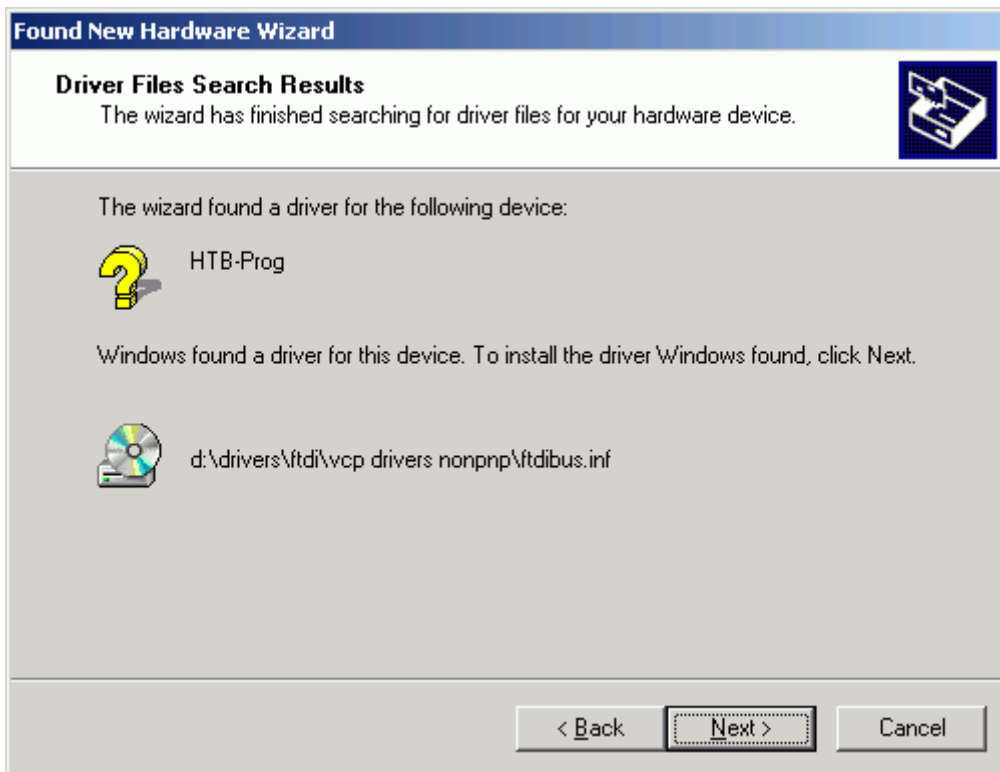 Found New Hardware Wizard
Driver Files Search Results
The wizard has finished searching for driver files for your hardware device.
The wizard found a driver for the following device:
HTB-Prog
Windows found a driver for this device. To install the driver Windows found, click Next.
d:\drivers\ftdi\vcp drivers nonpnp\ftdibus.inf
< Back Next > Cancel